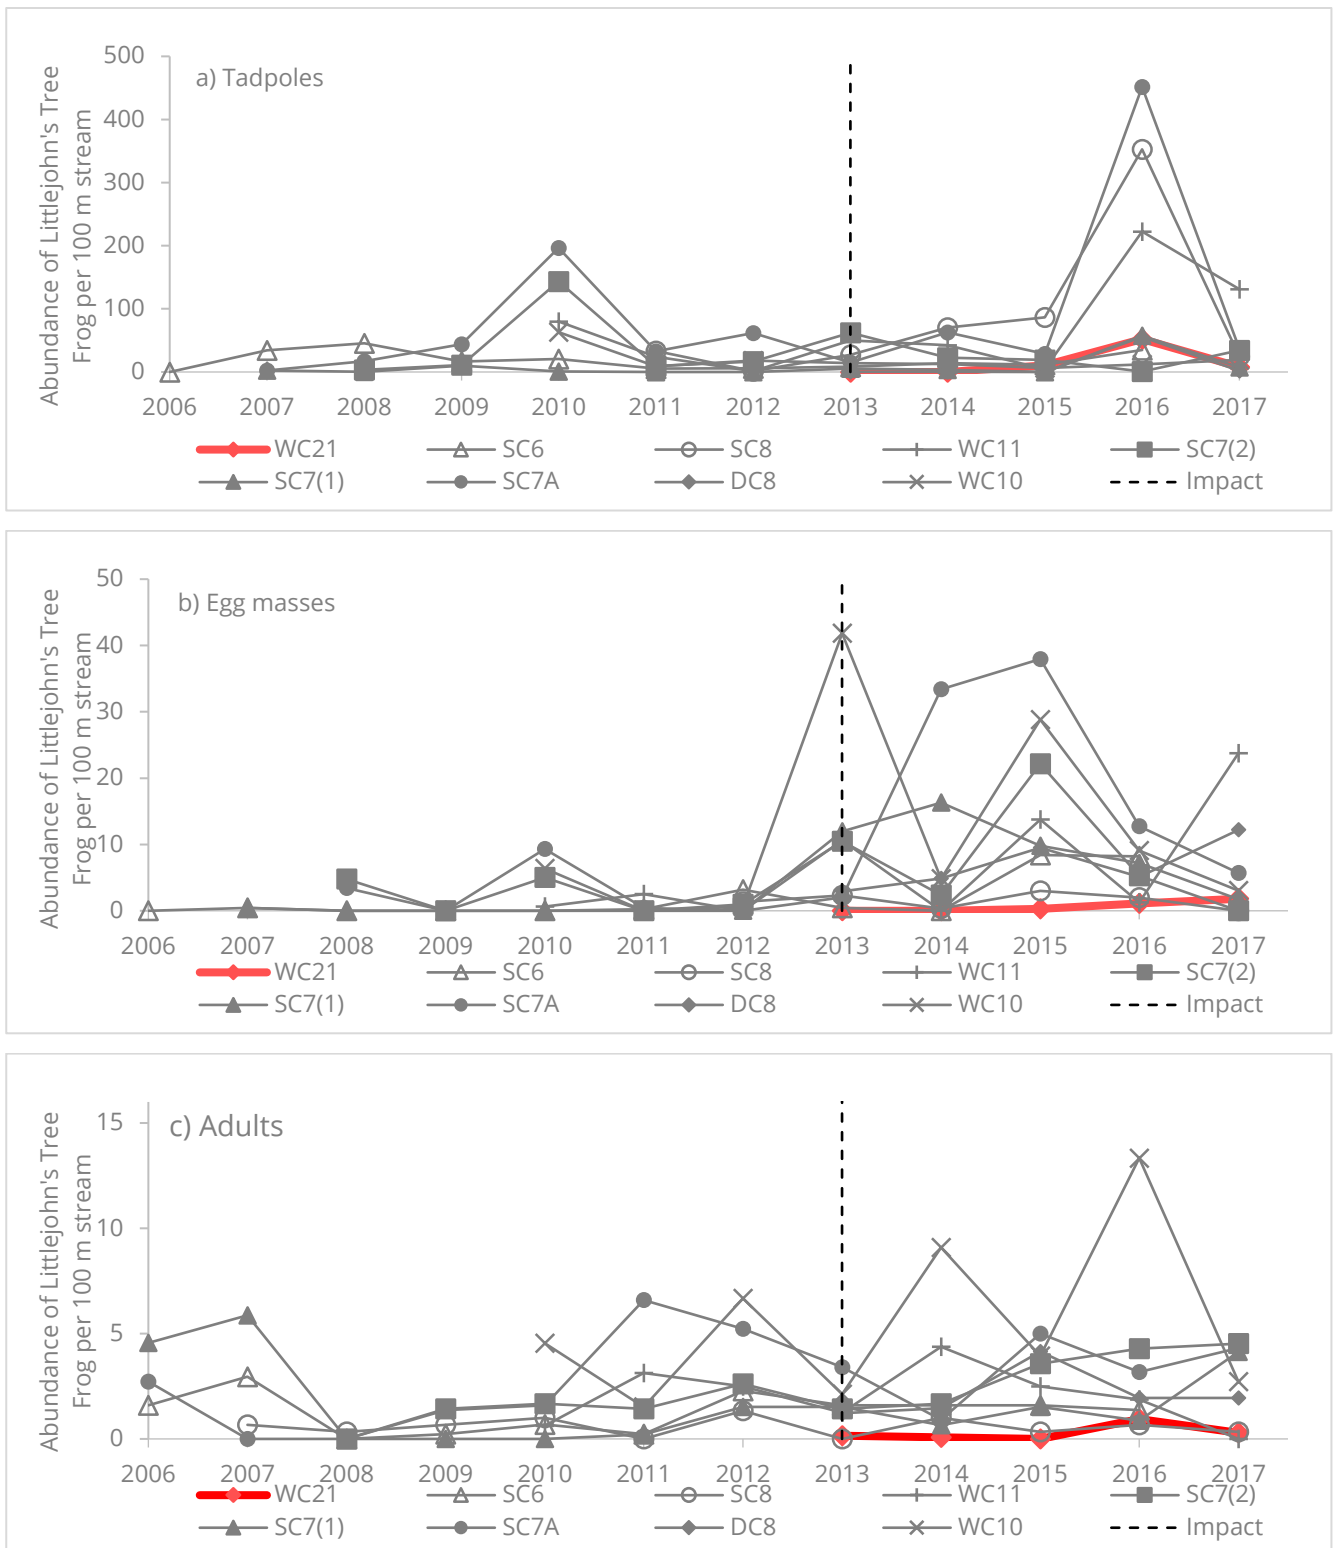 a) Tadpoles
Abundance of Littlejohn's Tree
Frog per 100 m stream
500
400
300
200
100
0
2006 2007 2008 2009 2010 2011 2012 2013 2014 2015 2016 2017
WC21 SC6 SC8 WC11 SC7(2)
SC7(1) SC7A DC8 WC10 Impact
b) Egg masses
Abundance of Littlejohn's Tree
Frog per 100 m stream
50
40
30
20
10
0
2006 2007 2008 2009 2010 2011 2012 2013 2014 2015 2016 2017
WC21 SC6 SC8 WC11 SC7(2)
SC7(1) SC7A DC8 WC10 Impact
c) Adults
Abundance of Littlejohn's Tree
Frog per 100 m stream
15
10
5
0
2006 2007 2008 2009 2010 2011 2012 2013 2014 2015 2016 2017
WC21 SC6 SC8 WC11 SC7(2)
SC7(1) SC7A DC8 WC10 Impact